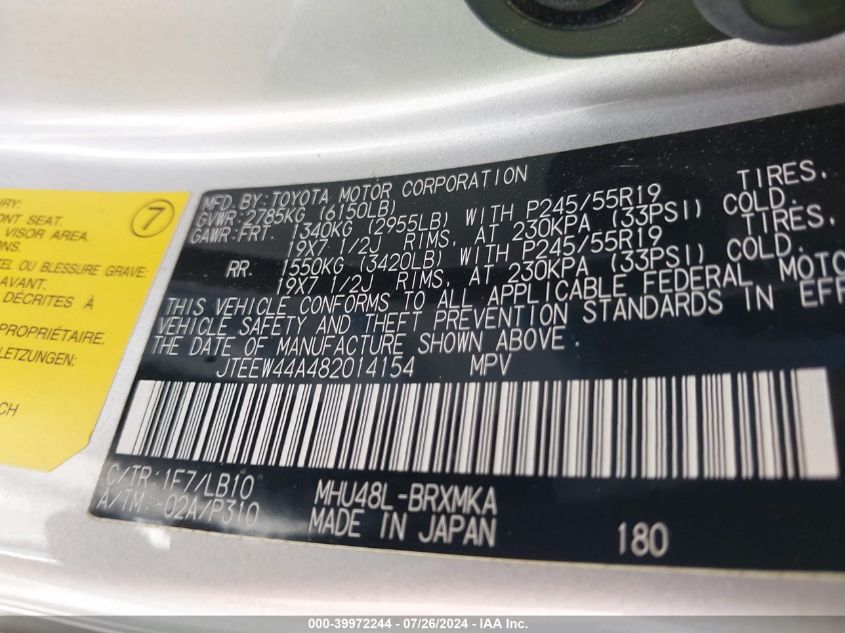 URY:
ONT SEAT.
VISOR AREA.
ONS.
TEL OU BLESSURE GRAVE:
AVANT.
DÉCRITES À
PROPRIÉTAIRE.
LETZUNGEN.
CH
7
MFD. BY: TOYOTA MOTOR CORPORATION
GVWR: 2785KG (6150LB)
GAWR: FRT. 1340KG (2955LB) WITH P245/55R19 TIRES.
19X7 1/2J RIMS, AT 230KPA (33PSI) COLD.
RR. 1550KG (3420LB) WITH P245/55R19 TIRES.
19X7 1/2J RIMS, AT 230KPA (33PSI) COLD.
THIS VEHICLE CONFORMS TO ALL APPLICABLE FEDERAL MOTO
VEHICLE SAFETY AND THEFT PREVENTION STANDARDS IN EFF
THE DATE OF MANUFACTURE SHOWN ABOVE.
JTEEW44A482014154 MPV
C/TR: 1F7/LB10 MHU48L-BRXMKA
A/TM: -02A/P310 MADE IN JAPAN 180
000-39972244 - 07/26/2024 - IAA Inc.